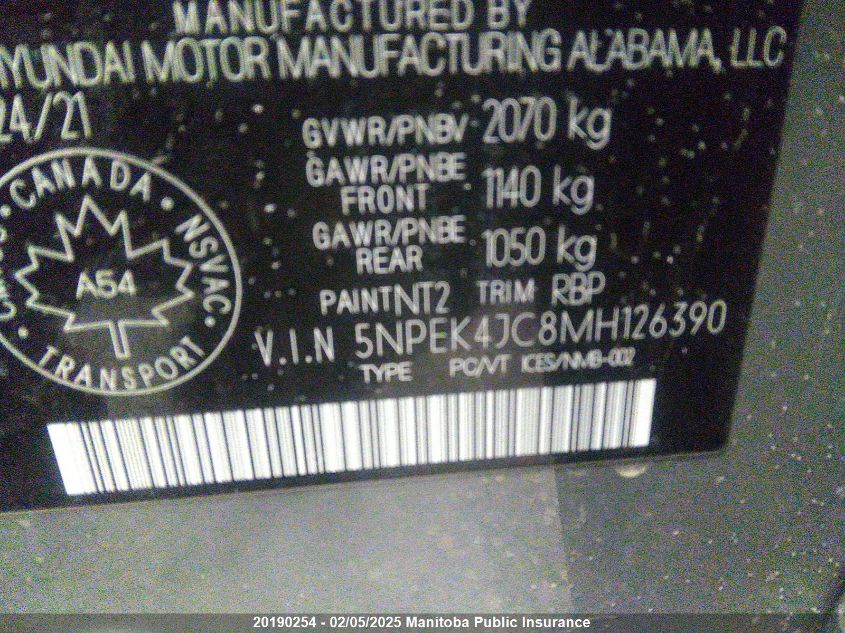 MANUFACTURED BY
HYUNDAI MOTOR MANUFACTURING ALABAMA, LLC
24/21
GVWR/PNBV 2070 kg
GAWR/PNBE FRONT 1140 kg
GAWR/PNBE REAR 1050 kg
PAINT NT2 TRIM RBP
V.I.N 5NPEK4JC8MH126390
TYPE PC/VT ICES/NMB-002
CANADA · NSVAC ·
A54
TRANSPORT
20190254 - 02/05/2025 Manitoba Public Insurance